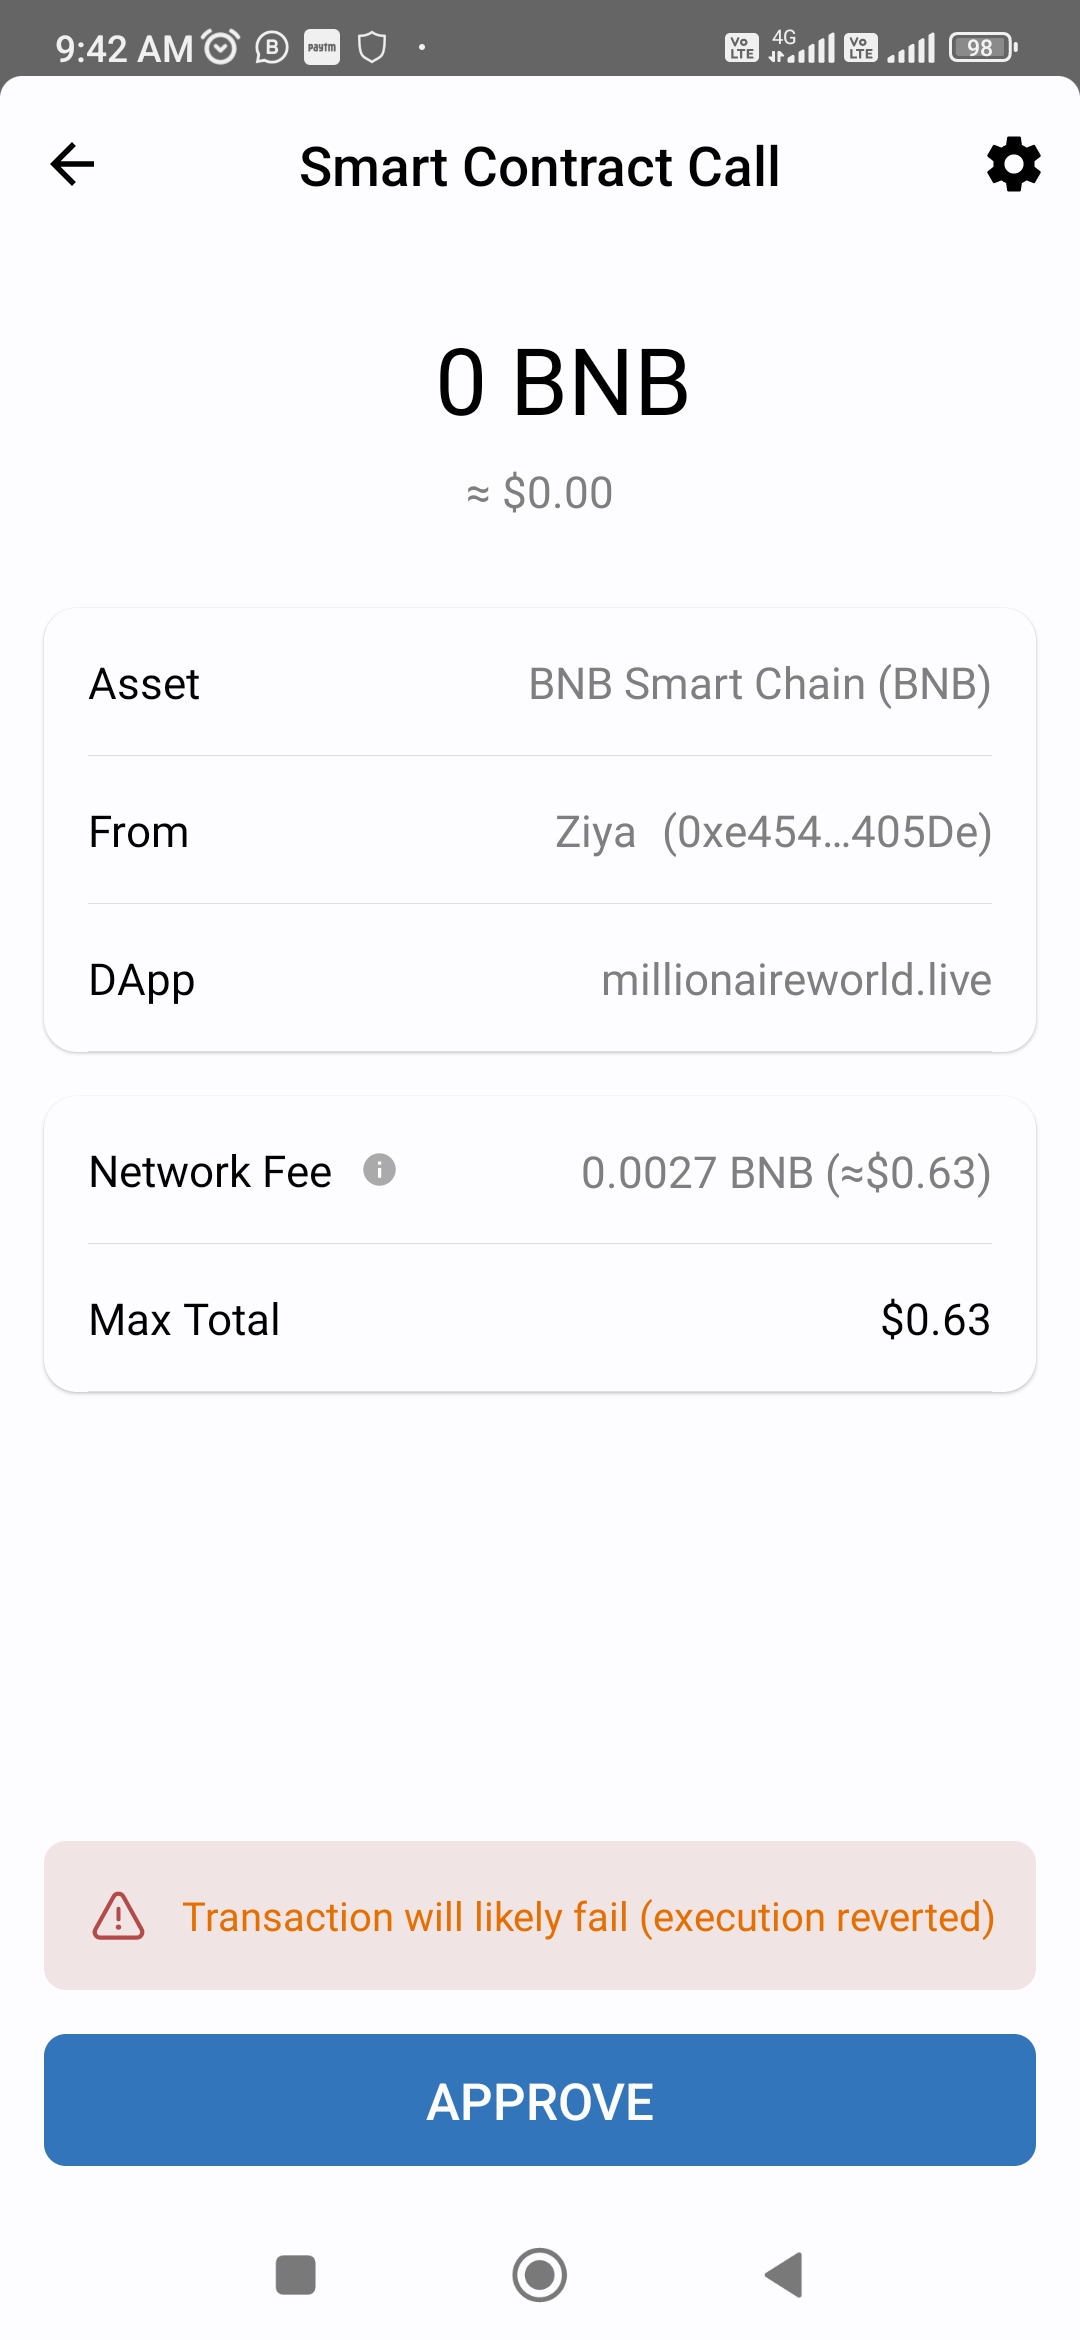 9:42 AM B paytm Vo LTE 4G Vo LTE 98
Smart Contract Call
0 BNB
≈ $0.00
Asset BNB Smart Chain (BNB)
From Ziya (0xe454...405De)
DApp millionaireworld.live
Network Fee 0.0027 BNB (≈$0.63)
Max Total $0.63
Transaction will likely fail (execution reverted)
APPROVE